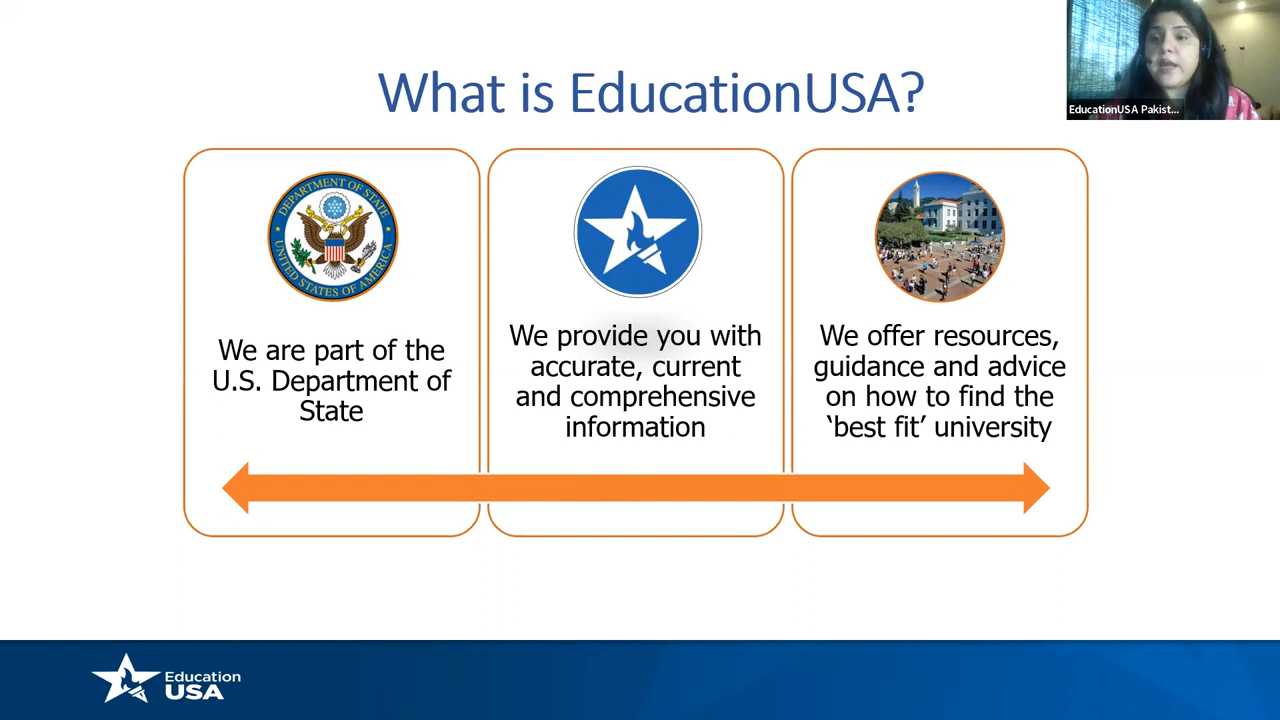 What is EducationUSA?
EducationUSA Pakist...
DEPARTMENT OF STATE
UNITED STATES OF AMERICA
We are part of the
U.S. Department of
State
We provide you with
accurate, current
and comprehensive
information
We offer resources,
guidance and advice
on how to find the
‘best fit’ university
Education
USA